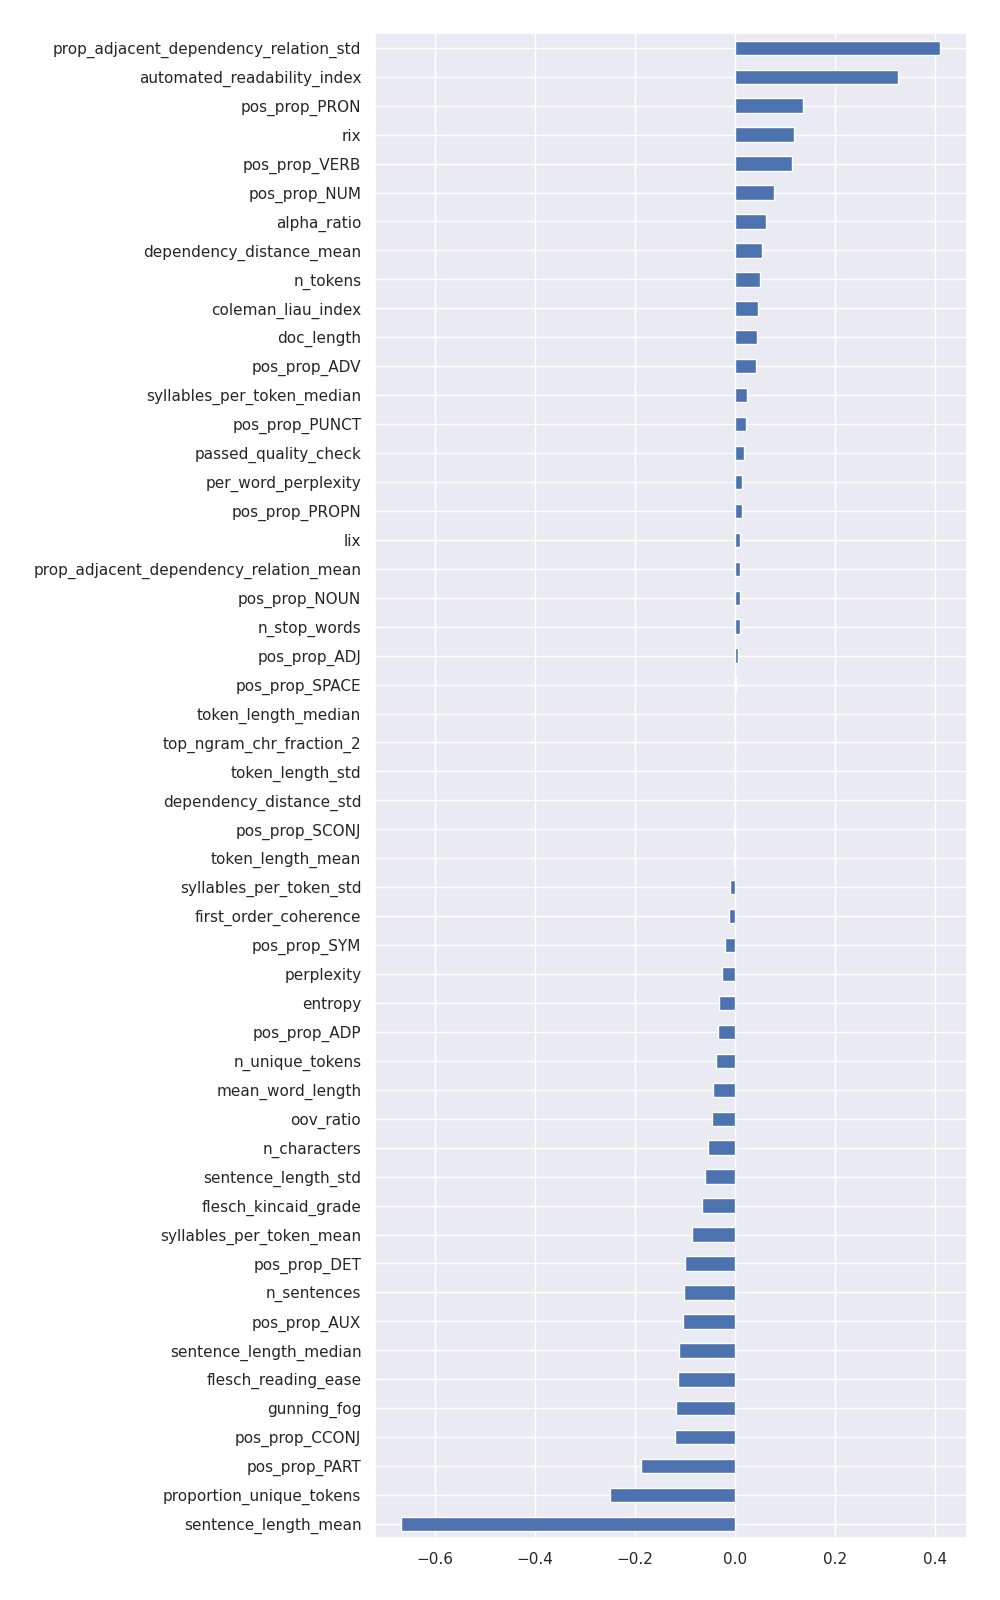 prop_adjacent_dependency_relation_std
automated_readability_index
pos_prop_PRON
rix
pos_prop_VERB
pos_prop_NUM
alpha_ratio
dependency_distance_mean
n_tokens
coleman_liau_index
doc_length
pos_prop_ADV
syllables_per_token_median
pos_prop_PUNCT
passed_quality_check
per_word_perplexity
pos_prop_PROPN
lix
prop_adjacent_dependency_relation_mean
pos_prop_NOUN
n_stop_words
pos_prop_ADJ
pos_prop_SPACE
token_length_median
top_ngram_chr_fraction_2
token_length_std
dependency_distance_std
pos_prop_SCONJ
token_length_mean
syllables_per_token_std
first_order_coherence
pos_prop_SYM
perplexity
entropy
pos_prop_ADP
n_unique_tokens
mean_word_length
oov_ratio
n_characters
sentence_length_std
flesch_kincaid_grade
syllables_per_token_mean
pos_prop_DET
n_sentences
pos_prop_AUX
sentence_length_median
flesch_reading_ease
gunning_fog
pos_prop_CCONJ
pos_prop_PART
proportion_unique_tokens
sentence_length_mean
−0.6 −0.4 −0.2 0.0 0.2 0.4